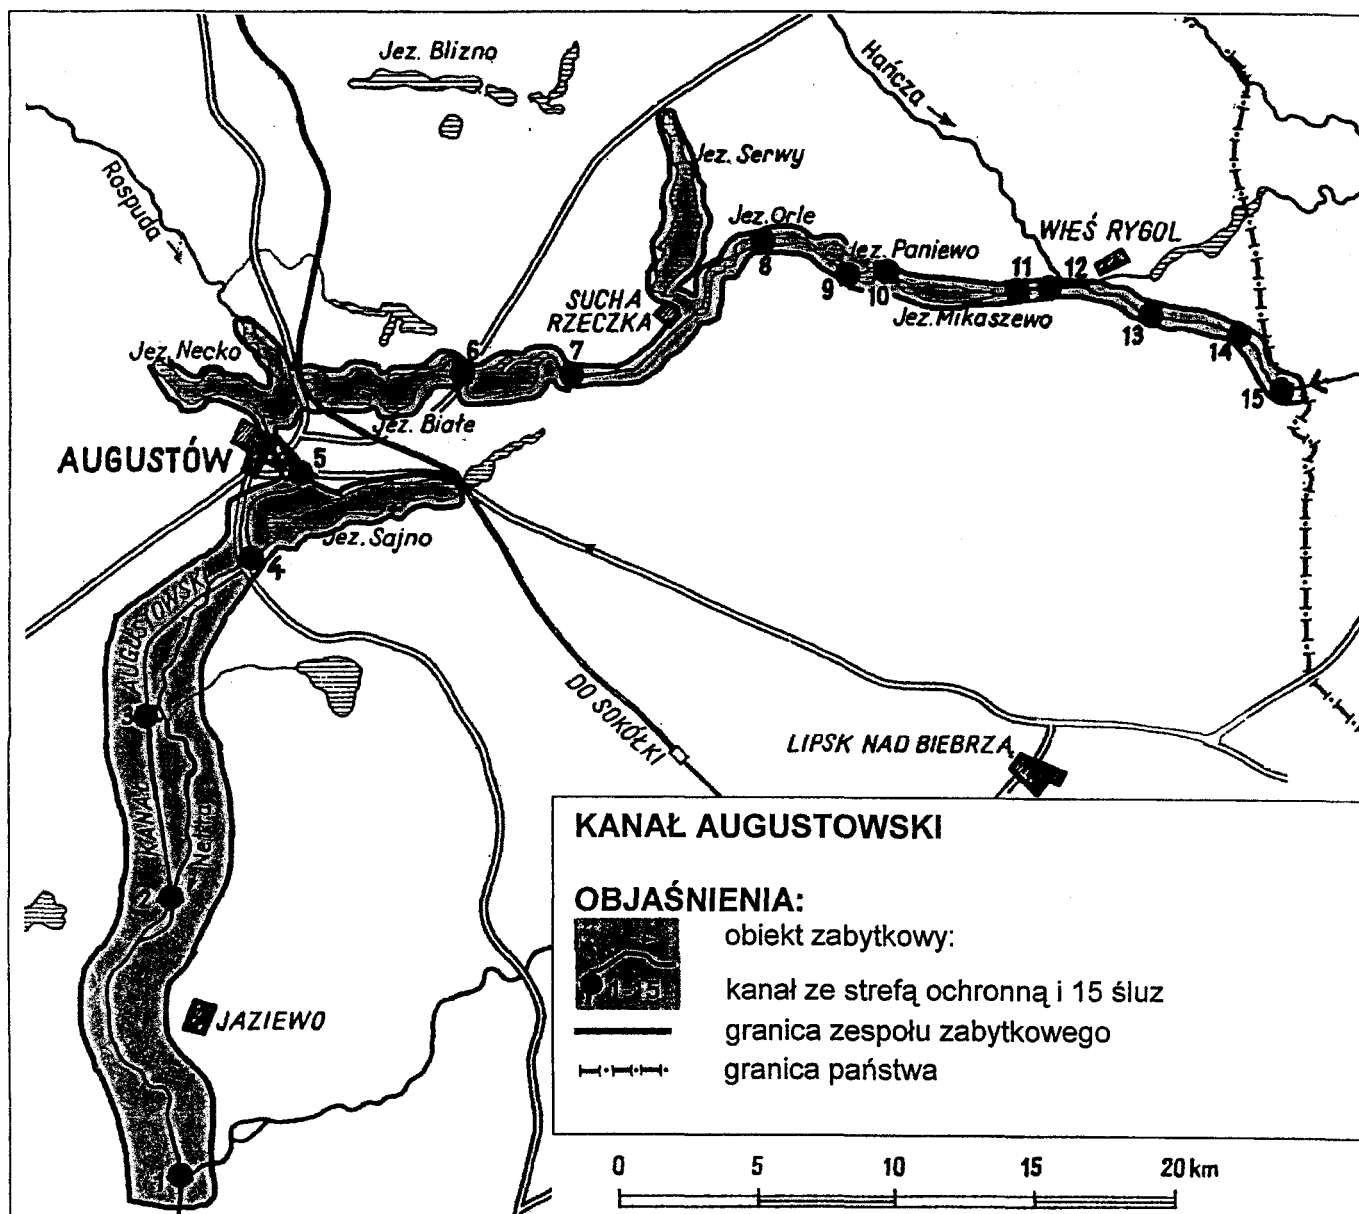 Jez. Blizno
Hańcza
Jez. Serwy
Rospuda
Jez. Orle
WIEŚ RYGOL
8
Jez. Paniewo
11
12
9
10
SUCHA
RZECZKA
Jez. Mikaszewo
13
14
Jez. Necko
6
7
15
Jez. Białe
AUGUSTÓW
5
Jez. Sajno
4
KANAŁ AUGUSTOWSKI
3
DO SOKÓŁKI
LIPSK NAD BIEBRZĄ
Netta
2
JAZIEWO
1
KANAŁ AUGUSTOWSKI
OBJAŚNIENIA:
obiekt zabytkowy:
1-15
kanał ze strefą ochronną i 15 śluz
granica zespołu zabytkowego
granica państwa
0 5 10 15 20 km